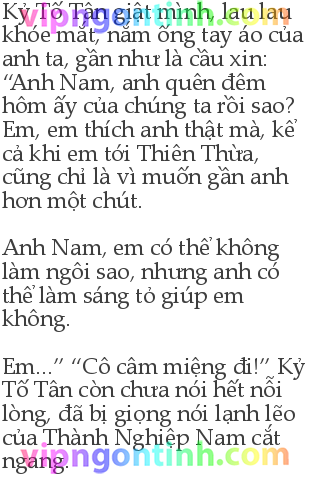 Kỷ Tố Tân giật mình, lau lau
khóe mắt, nắm ống tay áo của
anh ta, gần như là cầu xin:
“Anh Nam, anh quên đêm
hôm ấy của chúng ta rồi sao?
Em, em thích anh thật mà, kể
cả khi em tới Thiên Thừa,
cũng chỉ là vì muốn gần anh
hơn một chút.
Anh Nam, em có thể không
làm ngôi sao, nhưng anh có
thể làm sáng tỏ giúp em
không.
Em...” “Cô câm miệng đi!” Kỷ
Tố Tân còn chưa nói hết nỗi
lòng, đã bị giọng nói lạnh lẽo
của Thành Nghiệp Nam cắt
ngang.
vipngontinh.com
vipngontinh.com